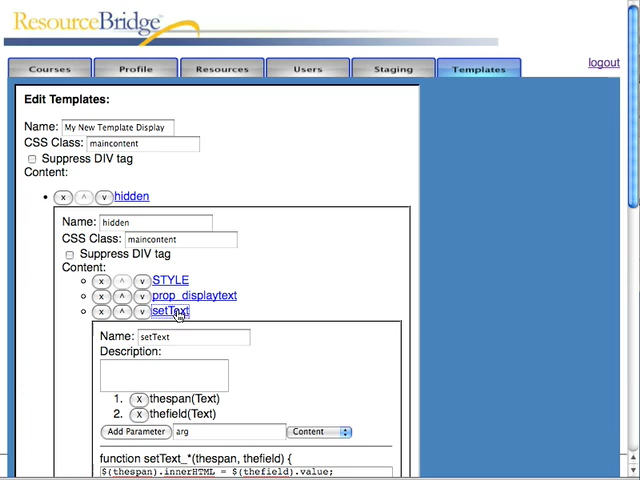 ResourceBridge
logout
Courses Profile Resources Users Staging Templates
Edit Templates:
Name: My New Template Display
CSS Class: maincontent
Suppress DIV tag
Content:
x ^ v hidden
Name: hidden
CSS Class: maincontent
Suppress DIV tag
Content:
x ^ v STYLE
x ^ v prop_displaytext
x ^ v setText
Name: setText
Description:
1. X thespan(Text)
2. X thefield(Text)
Add Parameter arg Content
function setText_*(thespan, thefield) {
$(thespan).innerHTML = $(thefield).value;